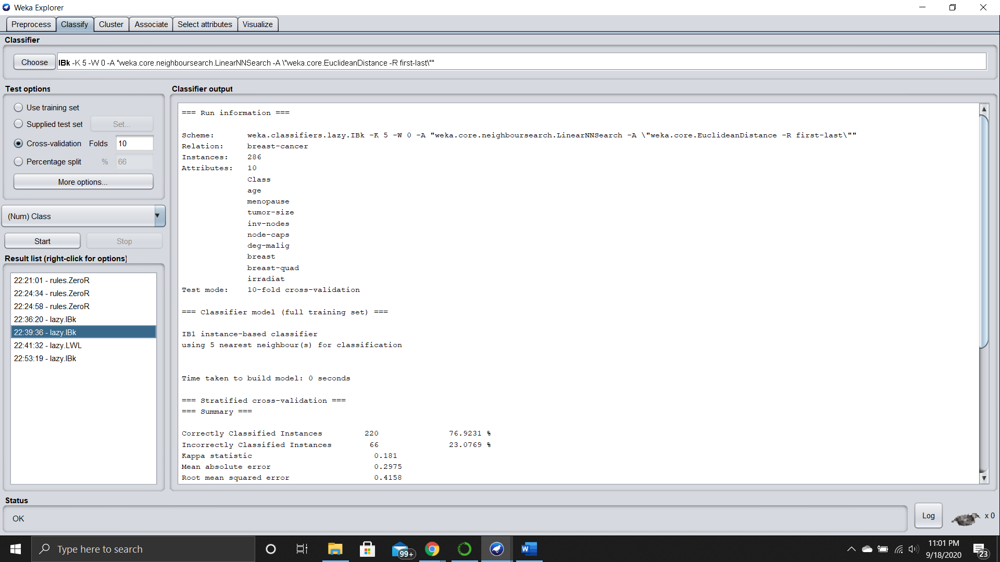 Weka Explorer
Preprocess Classify Cluster Associate Select attributes Visualize
Classifier
Choose IBk -K 5 -W 0 -A "weka.core.neighboursearch.LinearNNSearch -A \"weka.core.EuclideanDistance -R first-last\""
Test options
Use training set
Supplied test set Set...
Cross-validation Folds 10
Percentage split % 66
More options...
(Num) Class
Start Stop
Result list (right-click for options)
22:21:01 - rules.ZeroR
22:24:34 - rules.ZeroR
22:24:58 - rules.ZeroR
22:36:20 - lazy.IBk
22:39:36 - lazy.IBk
22:41:32 - lazy.LWL
22:53:19 - lazy.IBk
Classifier output
=== Run information ===
Scheme: weka.classifiers.lazy.IBk -K 5 -W 0 -A "weka.core.neighboursearch.LinearNNSearch -A \"weka.core.EuclideanDistance -R first-last\""
Relation: breast-cancer
Instances: 286
Attributes: 10
Class
age
menopause
tumor-size
inv-nodes
node-caps
deg-malig
breast
breast-quad
irradiat
Test mode: 10-fold cross-validation
=== Classifier model (full training set) ===
IB1 instance-based classifier
using 5 nearest neighbour(s) for classification
Time taken to build model: 0 seconds
=== Stratified cross-validation ===
=== Summary ===
Correctly Classified Instances 220 76.9231 %
Incorrectly Classified Instances 66 23.0769 %
Kappa statistic 0.181
Mean absolute error 0.2975
Root mean squared error 0.4158
Status
OK
Log
x 0
Type here to search
99+
W
11:01 PM
9/18/2020
23